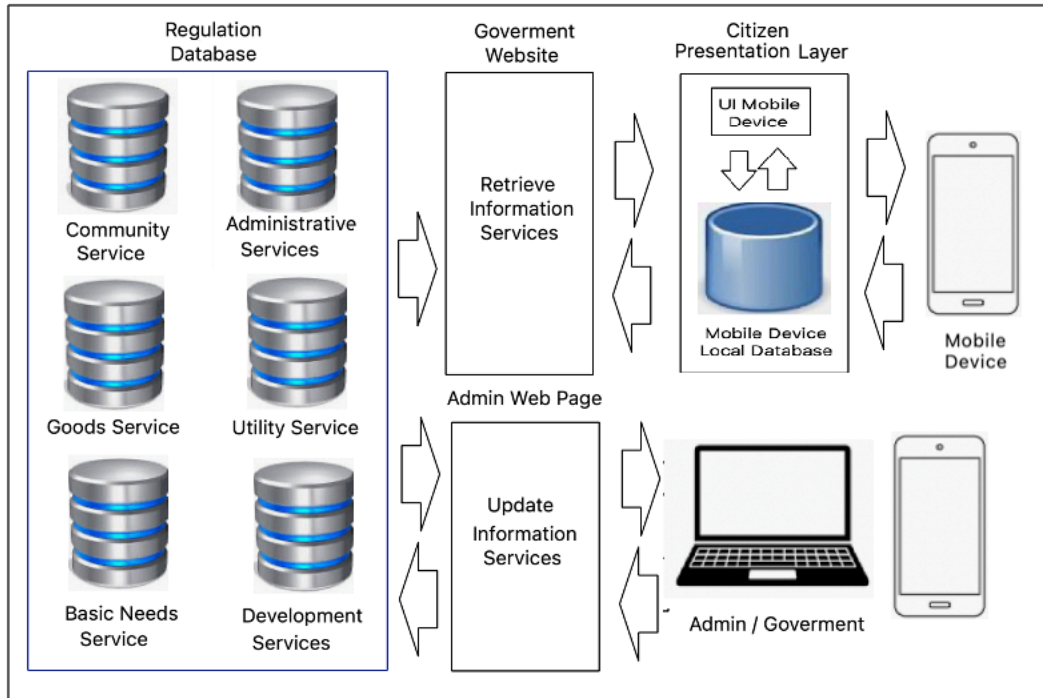 Regulation
Database
Goverment
Website
Citizen
Presentation Layer
Community
Service
Administrative
Services
Goods Service
Utility Service
Basic Needs
Service
Development
Services
Retrieve
Information
Services
UI Mobile
Device
Mobile Device
Local Database
Mobile
Device
Admin Web Page
Update
Information
Services
Admin / Goverment